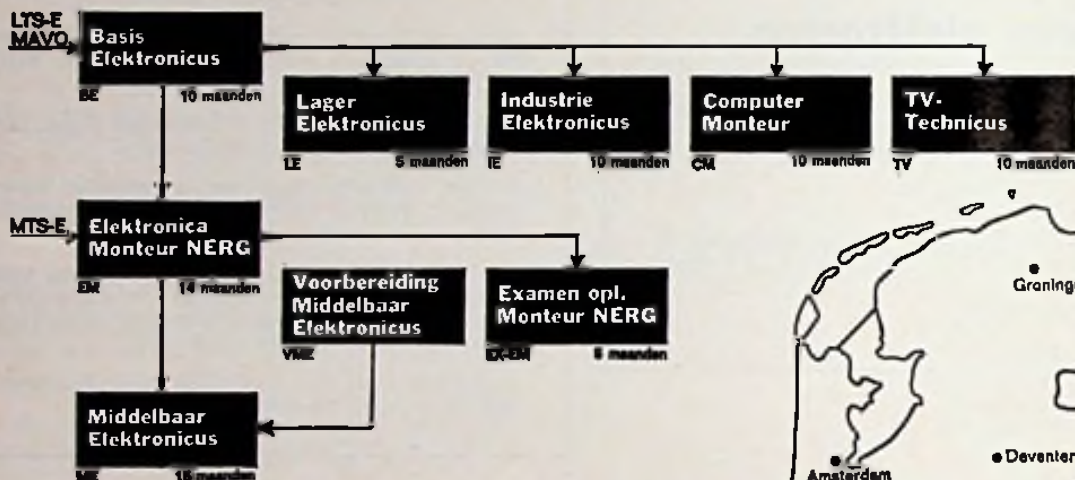 LTS-E
MAVO
Basis
Elektronicus
BE 10 maanden
Lager
Elektronicus
LE 5 maanden
Industrie
Elektronicus
IE 10 maanden
Computer
Monteur
CM 10 maanden
TV-
Technicus
TV 10 maanden
MTS-E
Elektronica
Monteur NERG
EM 14 maanden
Voorbereiding
Middelbaar
Elektronicus
VME
Examen opl.
Monteur NERG
EX-EM maanden
Middelbaar
Elektronicus
ME maanden
Groning
Deventer
Amsterdam